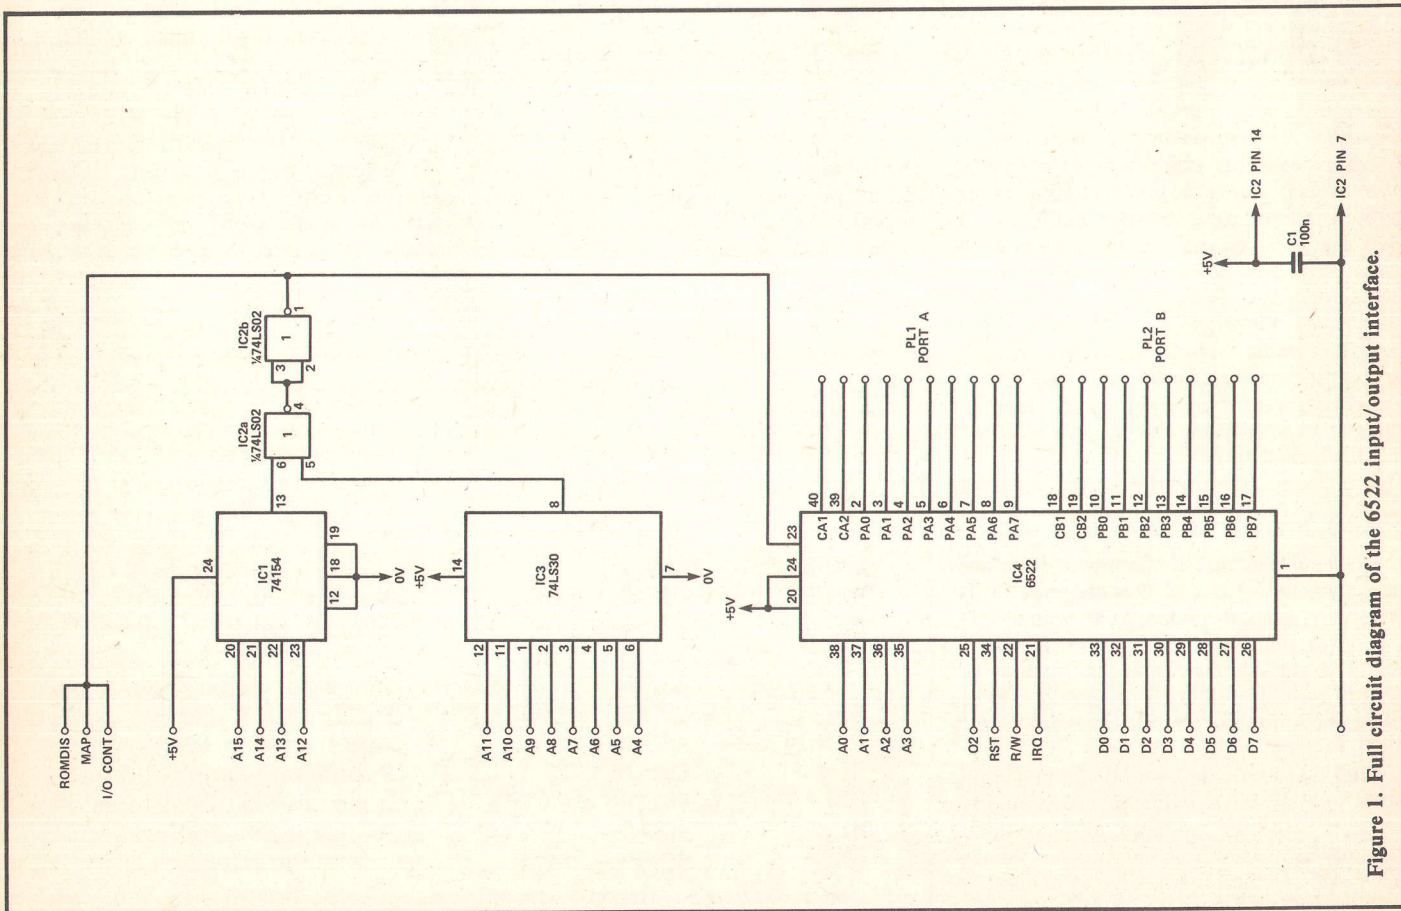 ROMDIS
MAP
I/O CONT
+5V
A15
A14
A13
A12
20
21
22
23
24
IC1
74154
12
18
19
0V
13
6
5
IC2a
¼74LS02
1
4
3
2
IC2b
¼74LS02
1
1
A11
A10
A9
A8
A7
A6
A5
A4
12
11
1
2
3
4
5
6
+5V
14
IC3
74LS30
7
0V
8
A0
A1
A2
A3
O2
RST
R/W
IRQ
D0
D1
D2
D3
D4
D5
D6
D7
38
37
36
35
25
34
22
21
33
32
31
30
29
28
27
26
+5V
20
24
23
IC4
6522
1
CA1 40
CA2 39
PA0 2
PA1 3
PA2 4
PA3 5
PA4 6
PA5 7
PA6 8
PA7 9
CB1 18
CB2 19
PB0 10
PB1 11
PB2 12
PB3 13
PB4 14
PB5 15
PB6 16
PB7 17
PL1
PORT A
PL2
PORT B
+5V
C1
100n
IC2 PIN 14
IC2 PIN 7
Figure 1. Full circuit diagram of the 6522 input/output interface.